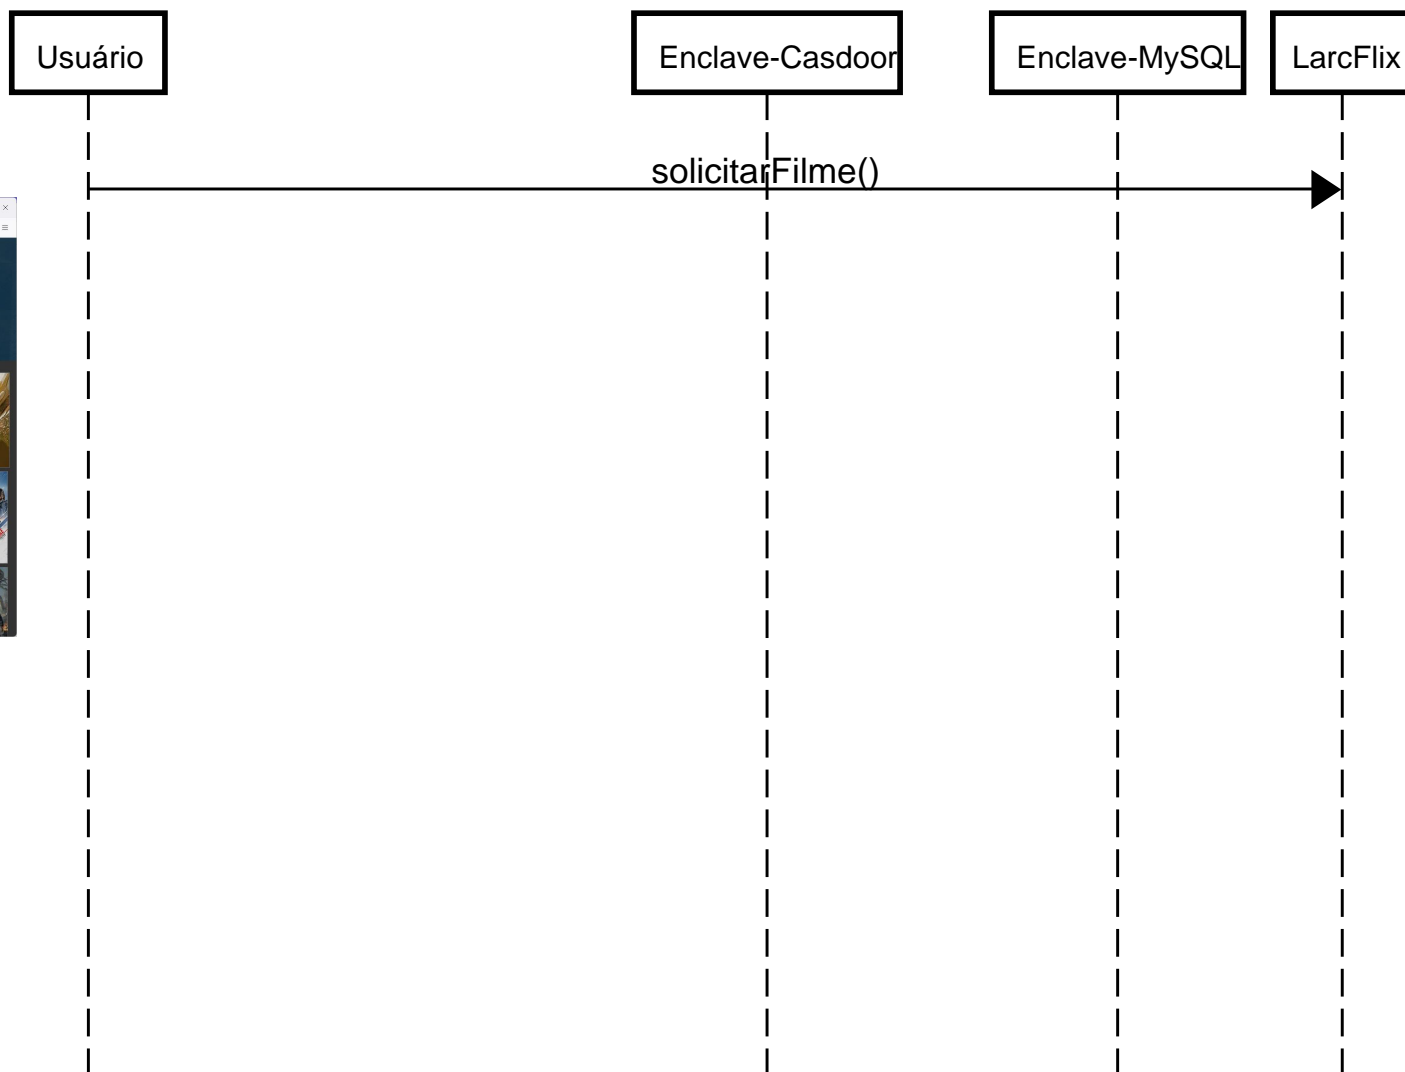 Usuário
Enclave-Casdoor
Enclave-MySQL
LarcFlix
solicitarFilme()